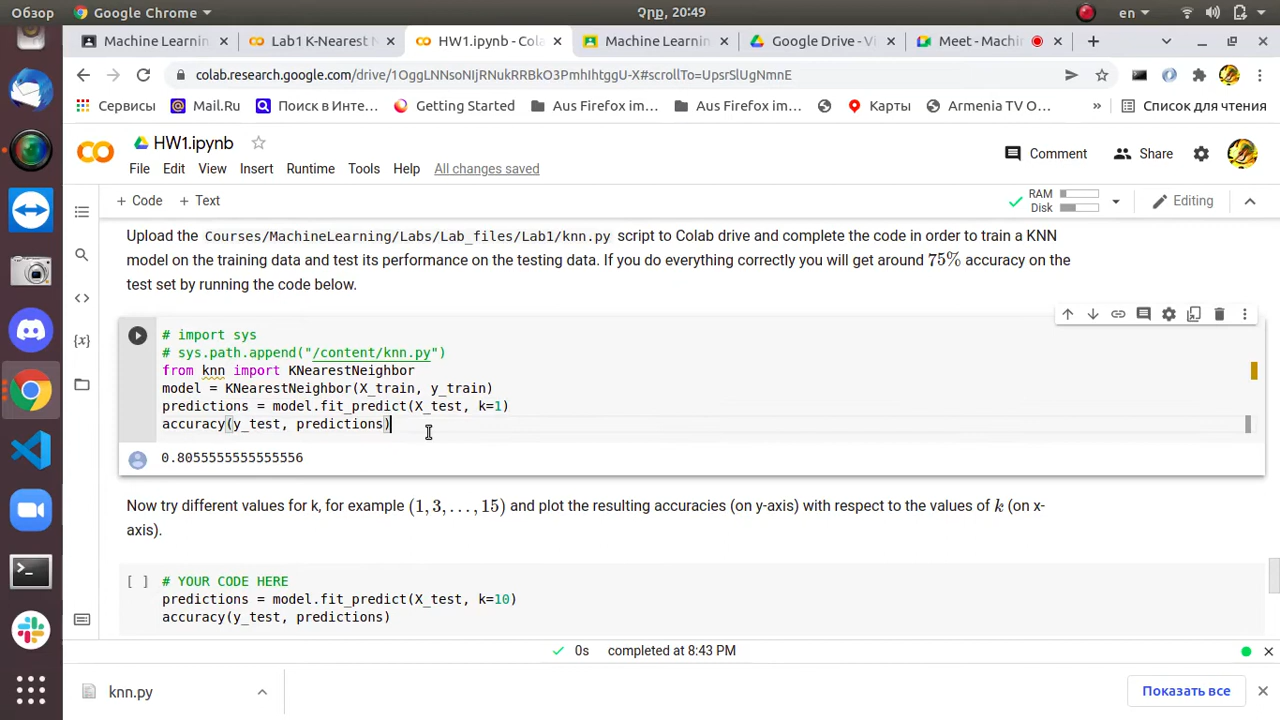 Обзор
Google Chrome
Չրք, 20:49
en
Machine Learnin
Lab1 K-Nearest N
HW1.ipynb - Cola
Machine Learnin
Google Drive - Vi
Meet - Machin
colab.research.google.com/drive/1OggLNNsoNIjRNukRRBkO3PmhIhtggU-X#scrollTo=UpsrSlUgNmnE
Сервисы
Mail.Ru
Поиск в Инте...
Getting Started
Aus Firefox im...
Aus Firefox im...
Карты
Armenia TV O...
»
Список для чтения
HW1.ipynb
Comment
Share
File
Edit
View
Insert
Runtime
Tools
Help
All changes saved
+ Code
+ Text
RAM
Disk
Editing
Upload the Courses/MachineLearning/Labs/Lab_files/Lab1/knn.py script to Colab drive and complete the code in order to train a KNN
model on the training data and test its performance on the testing data. If you do everything correctly you will get around 75% accuracy on the
test set by running the code below.
# import sys
# sys.path.append("/content/knn.py")
from knn import KNearestNeighbor
model = KNearestNeighbor(X_train, y_train)
predictions = model.fit_predict(X_test, k=1)
accuracy(y_test, predictions)
0.8055555555555556
Now try different values for k, for example (1, 3, . . . , 15) and plot the resulting accuracies (on y-axis) with respect to the values of k (on x-
axis).
[ ]
# YOUR CODE HERE
predictions = model.fit_predict(X_test, k=10)
accuracy(y_test, predictions)
{x}
0s
completed at 8:43 PM
knn.py
Показать все